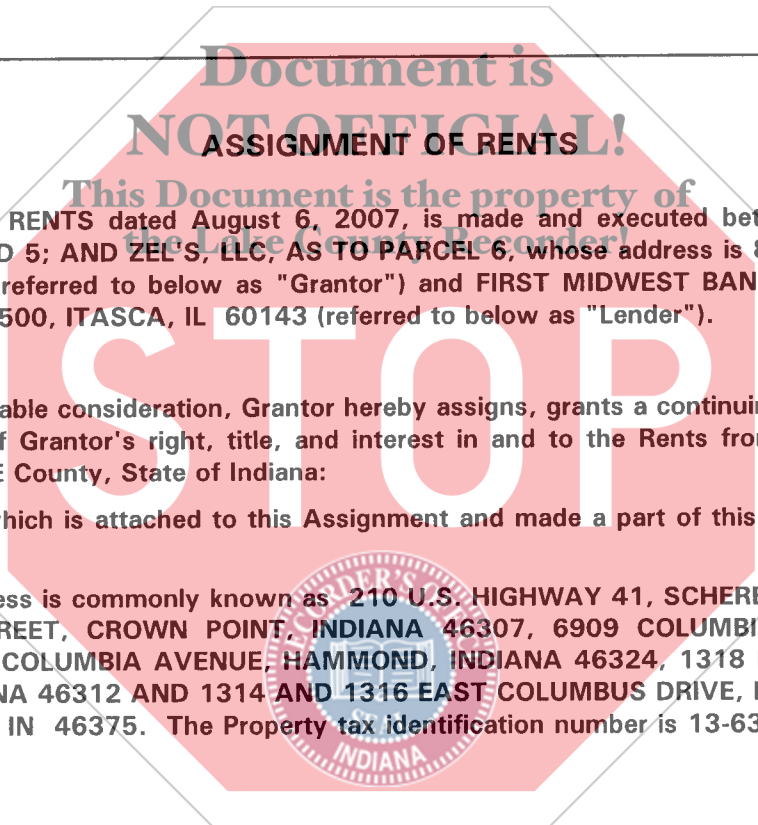 Document is
NOT OFFICIAL!
ASSIGNMENT OF RENTS
This Document is the property of
the Lake County Recorder!
RENTS dated August 6, 2007, is made and executed bet
D 5; AND ZEL'S, LLC, AS TO PARCEL 6, whose address is 8
referred to below as "Grantor") and FIRST MIDWEST BAN
500, ITASCA, IL 60143 (referred to below as "Lender").
STOP
able consideration, Grantor hereby assigns, grants a continui
f Grantor's right, title, and interest in and to the Rents fro
E County, State of Indiana:
which is attached to this Assignment and made a part of this
ess is commonly known as 210 U.S. HIGHWAY 41, SCHERE
REET, CROWN POINT, INDIANA 46307, 6909 COLUMBI
COLUMBIA AVENUE, HAMMOND, INDIANA 46324, 1318
NA 46312 AND 1314 AND 1316 EAST COLUMBUS DRIVE,
IN 46375. The Property tax identification number is 13-63
SEAL
INDIANA